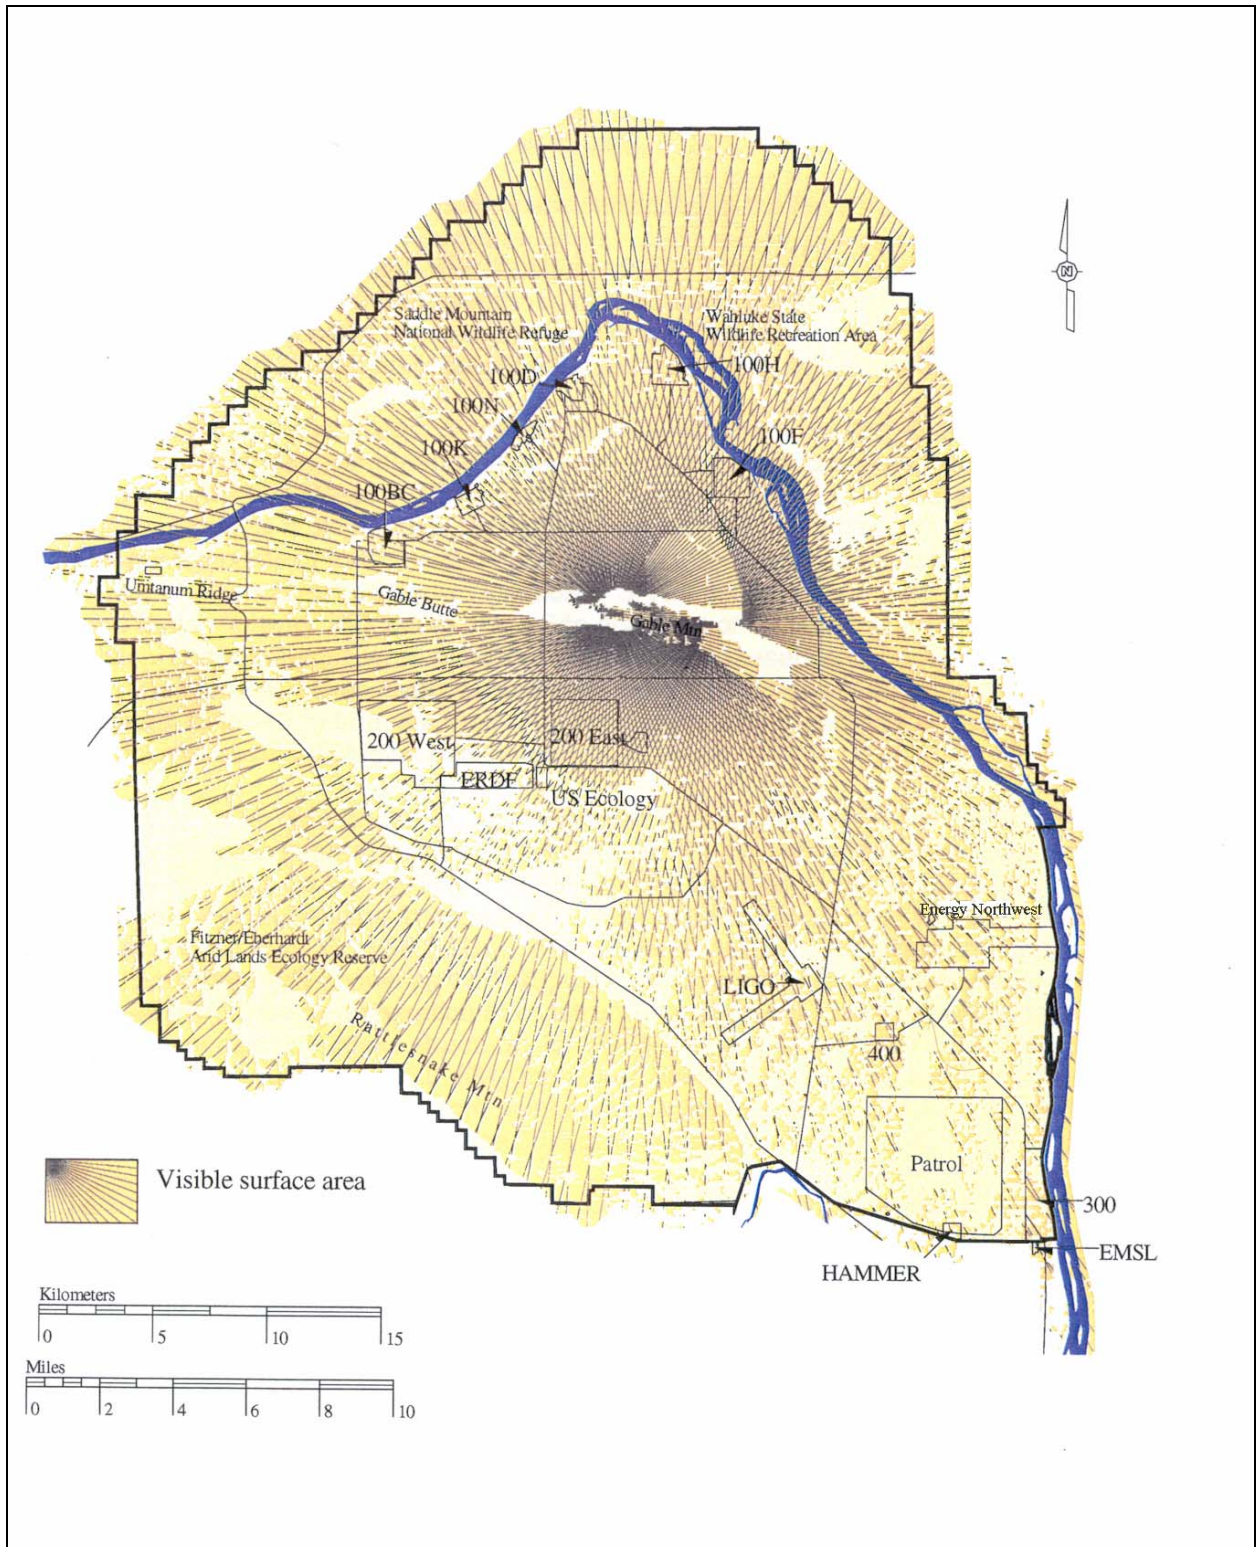 N
Saddle Mountain
National Wildlife Refuge
Wahluke State
Wildlife Recreation Area
100D
100H
100N
100F
100K
100BC
Umtanum Ridge
Gable Butte
Gable Mtn
200 West
200 East
ERDF
US Ecology
Energy Northwest
Fitzner/Eberhardt
Arid Lands Ecology Reserve
LIGO
Rattlesnake Mtn
400
Patrol
Visible surface area
300
EMSL
HAMMER
Kilometers
0 5 10 15
Miles
0 2 4 6 8 10